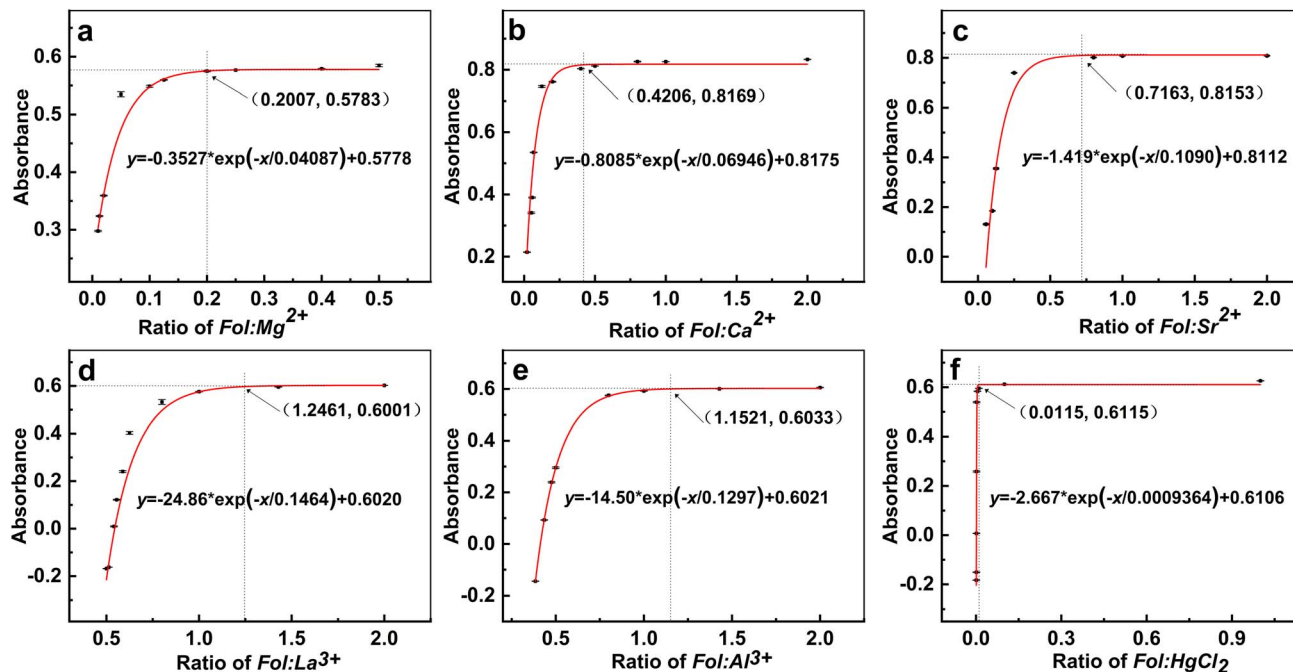 a
0.6
0.5
0.4
0.3
Absorbance
(0.2007, 0.5783)
y=-0.3527*exp(-x/0.04087)+0.5778
0.0 0.1 0.2 0.3 0.4 0.5
Ratio of Fol:Mg2+
b
0.8
0.6
0.4
0.2
Absorbance
(0.4206, 0.8169)
y=-0.8085*exp(-x/0.06946)+0.8175
0.0 0.5 1.0 1.5 2.0
Ratio of Fol:Ca2+
c
0.8
0.6
0.4
0.2
0.0
Absorbance
(0.7163, 0.8153)
y=-1.419*exp(-x/0.1090)+0.8112
0.0 0.5 1.0 1.5 2.0
Ratio of Fol:Sr2+
d
0.6
0.4
0.2
0.0
-0.2
Absorbance
(1.2461, 0.6001)
y=-24.86*exp(-x/0.1464)+0.6020
0.5 1.0 1.5 2.0
Ratio of Fol:La3+
e
0.6
0.4
0.2
0.0
-0.2
Absorbance
(1.1521, 0.6033)
y=-14.50*exp(-x/0.1297)+0.6021
0.5 1.0 1.5 2.0
Ratio of Fol:Al3+
f
0.6
0.4
0.2
0.0
-0.2
Absorbance
(0.0115, 0.6115)
y=-2.667*exp(-x/0.0009364)+0.6106
0.0 0.3 0.6 0.9
Ratio of Fol:HgCl2